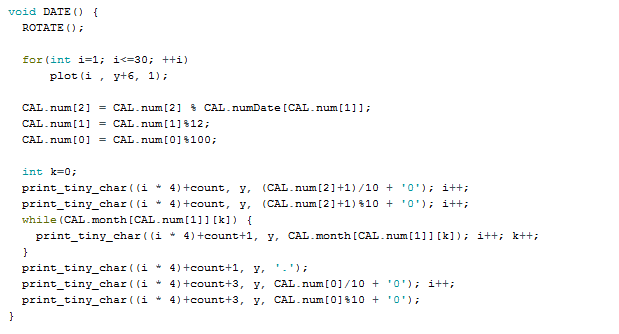 void DATE() {
ROTATE();
for(int i=1; i<=30; ++i)
plot(i , y+6, 1);
CAL.num[2] = CAL.num[2] % CAL.numDate[CAL.num[1]];
CAL.num[1] = CAL.num[1]%12;
CAL.num[0] = CAL.num[0]%100;
int k=0;
print_tiny_char((i * 4)+count, y, (CAL.num[2]+1)/10 + '0'); i++;
print_tiny_char((i * 4)+count, y, (CAL.num[2]+1)%10 + '0'); i++;
while(CAL.month[CAL.num[1]][k]) {
print_tiny_char((i * 4)+count+1, y, CAL.month[CAL.num[1]][k]); i++; k++;
}
print_tiny_char((i * 4)+count+1, y, '.');
print_tiny_char((i * 4)+count+3, y, CAL.num[0]/10 + '0'); i++;
print_tiny_char((i * 4)+count+3, y, CAL.num[0]%10 + '0');
}